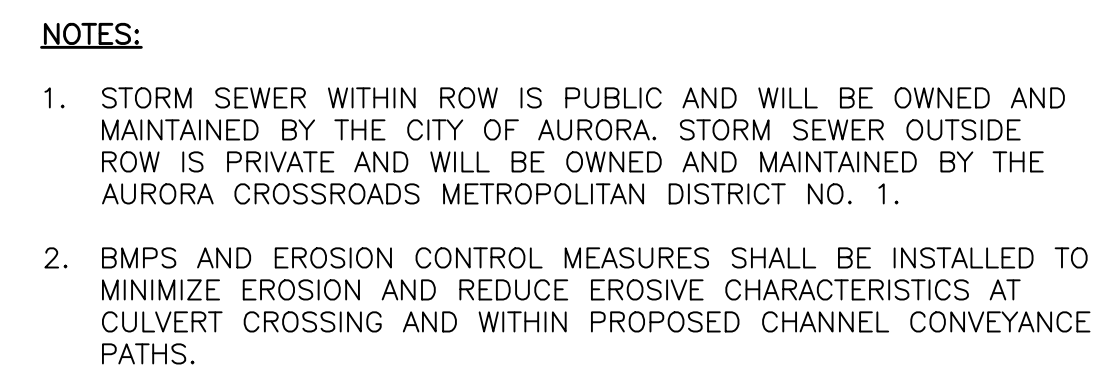 NOTES:
1. STORM SEWER WITHIN ROW IS PUBLIC AND WILL BE OWNED AND
MAINTAINED BY THE CITY OF AURORA. STORM SEWER OUTSIDE
ROW IS PRIVATE AND WILL BE OWNED AND MAINTAINED BY THE
AURORA CROSSROADS METROPOLITAN DISTRICT NO. 1.
2. BMPS AND EROSION CONTROL MEASURES SHALL BE INSTALLED TO
MINIMIZE EROSION AND REDUCE EROSIVE CHARACTERISTICS AT
CULVERT CROSSING AND WITHIN PROPOSED CHANNEL CONVEYANCE
PATHS.